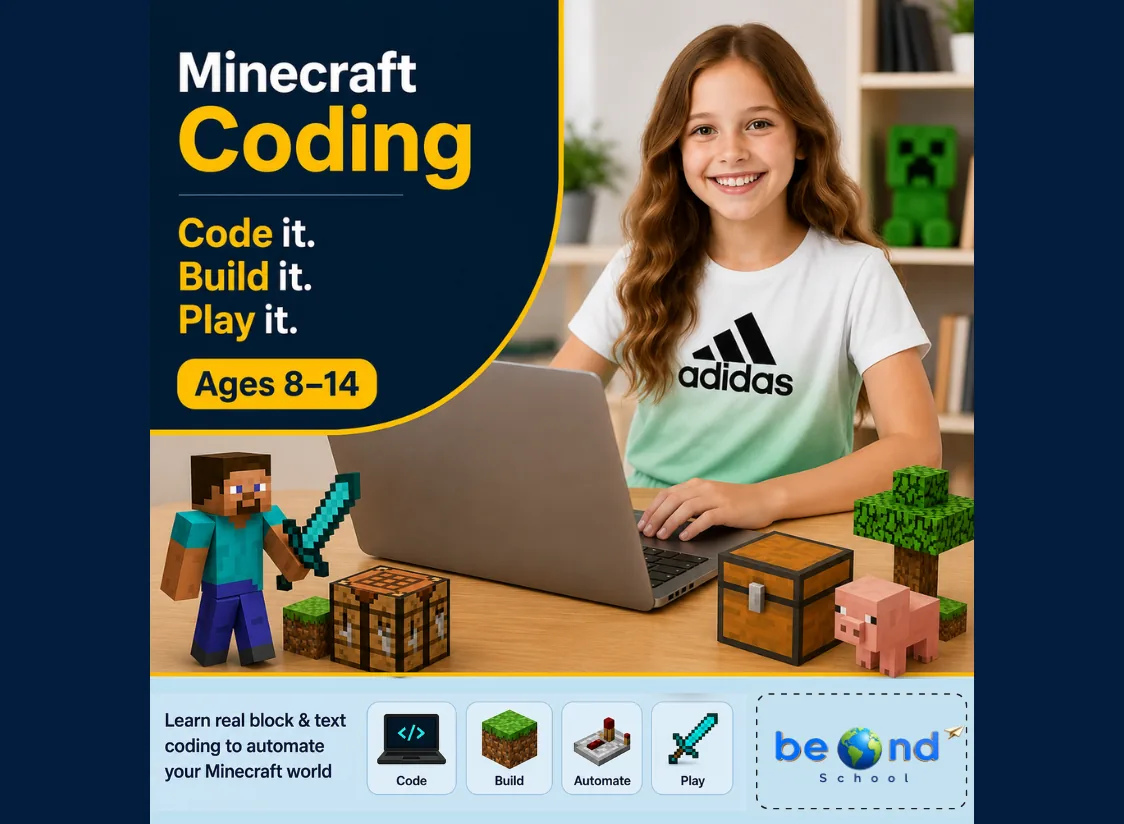 Minecraft
Coding
Code it.
Build it.
Play it.
Ages 8–14
adidas
Learn real block & text
coding to automate
your Minecraft world
</>
Code
Build
Automate
Play
be nd
School